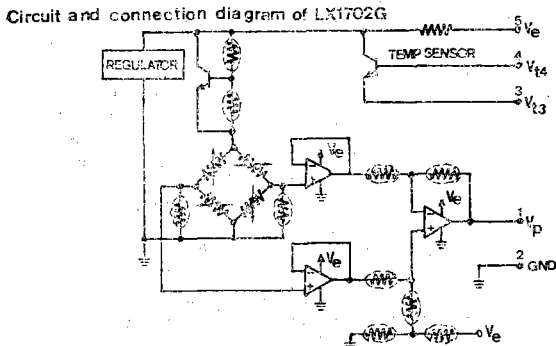 Circuit and connection diagram of LX1702G
5
Ve
REGULATOR
TEMP SENSOR
4
Vt4
3
Vt3
Ve
Ve
1
Vp
Ve
2
GND
Ve